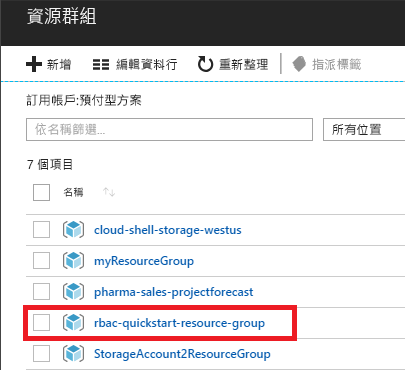 資源群組
新增 編輯資料行 重新整理 指派標籤
訂用帳戶:預付型方案
依名稱篩選... 所有位置
7 個項目
名稱
cloud-shell-storage-westus
myResourceGroup
pharma-sales-projectforecast
rbac-quickstart-resource-group
StorageAccount2ResourceGroup